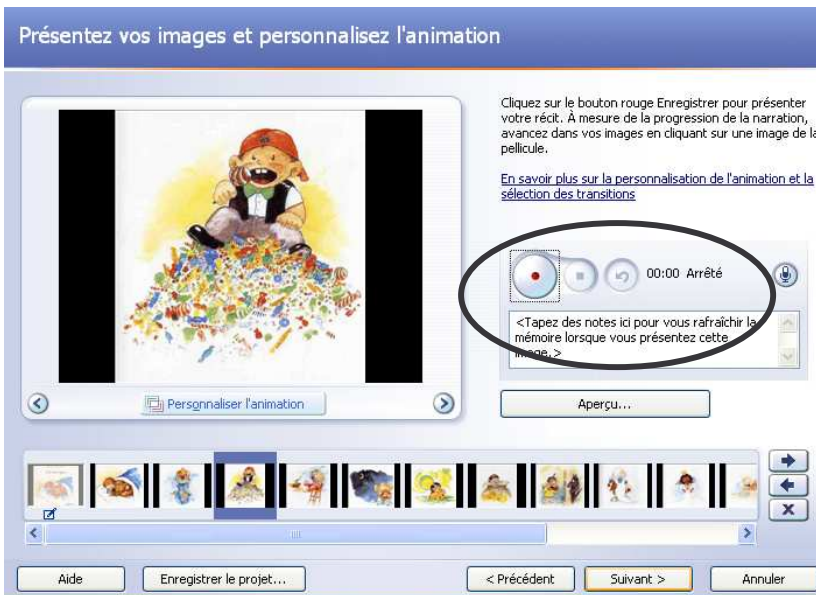 Présentez vos images et personnalisez l'animation
Cliquez sur le bouton rouge Enregistrer pour présenter
votre récit. À mesure de la progression de la narration,
avancez dans vos images en cliquant sur une image de la
pellicule.
En savoir plus sur la personnalisation de l'animation et la
sélection des transitions
00:00 Arrêté
<Tapez des notes ici pour vous rafraîchir la
mémoire lorsque vous présentez cette
image.>
Personnaliser l'animation
Aperçu...
Aide
Enregistrer le projet...
< Précédent
Suivant >
Annuler